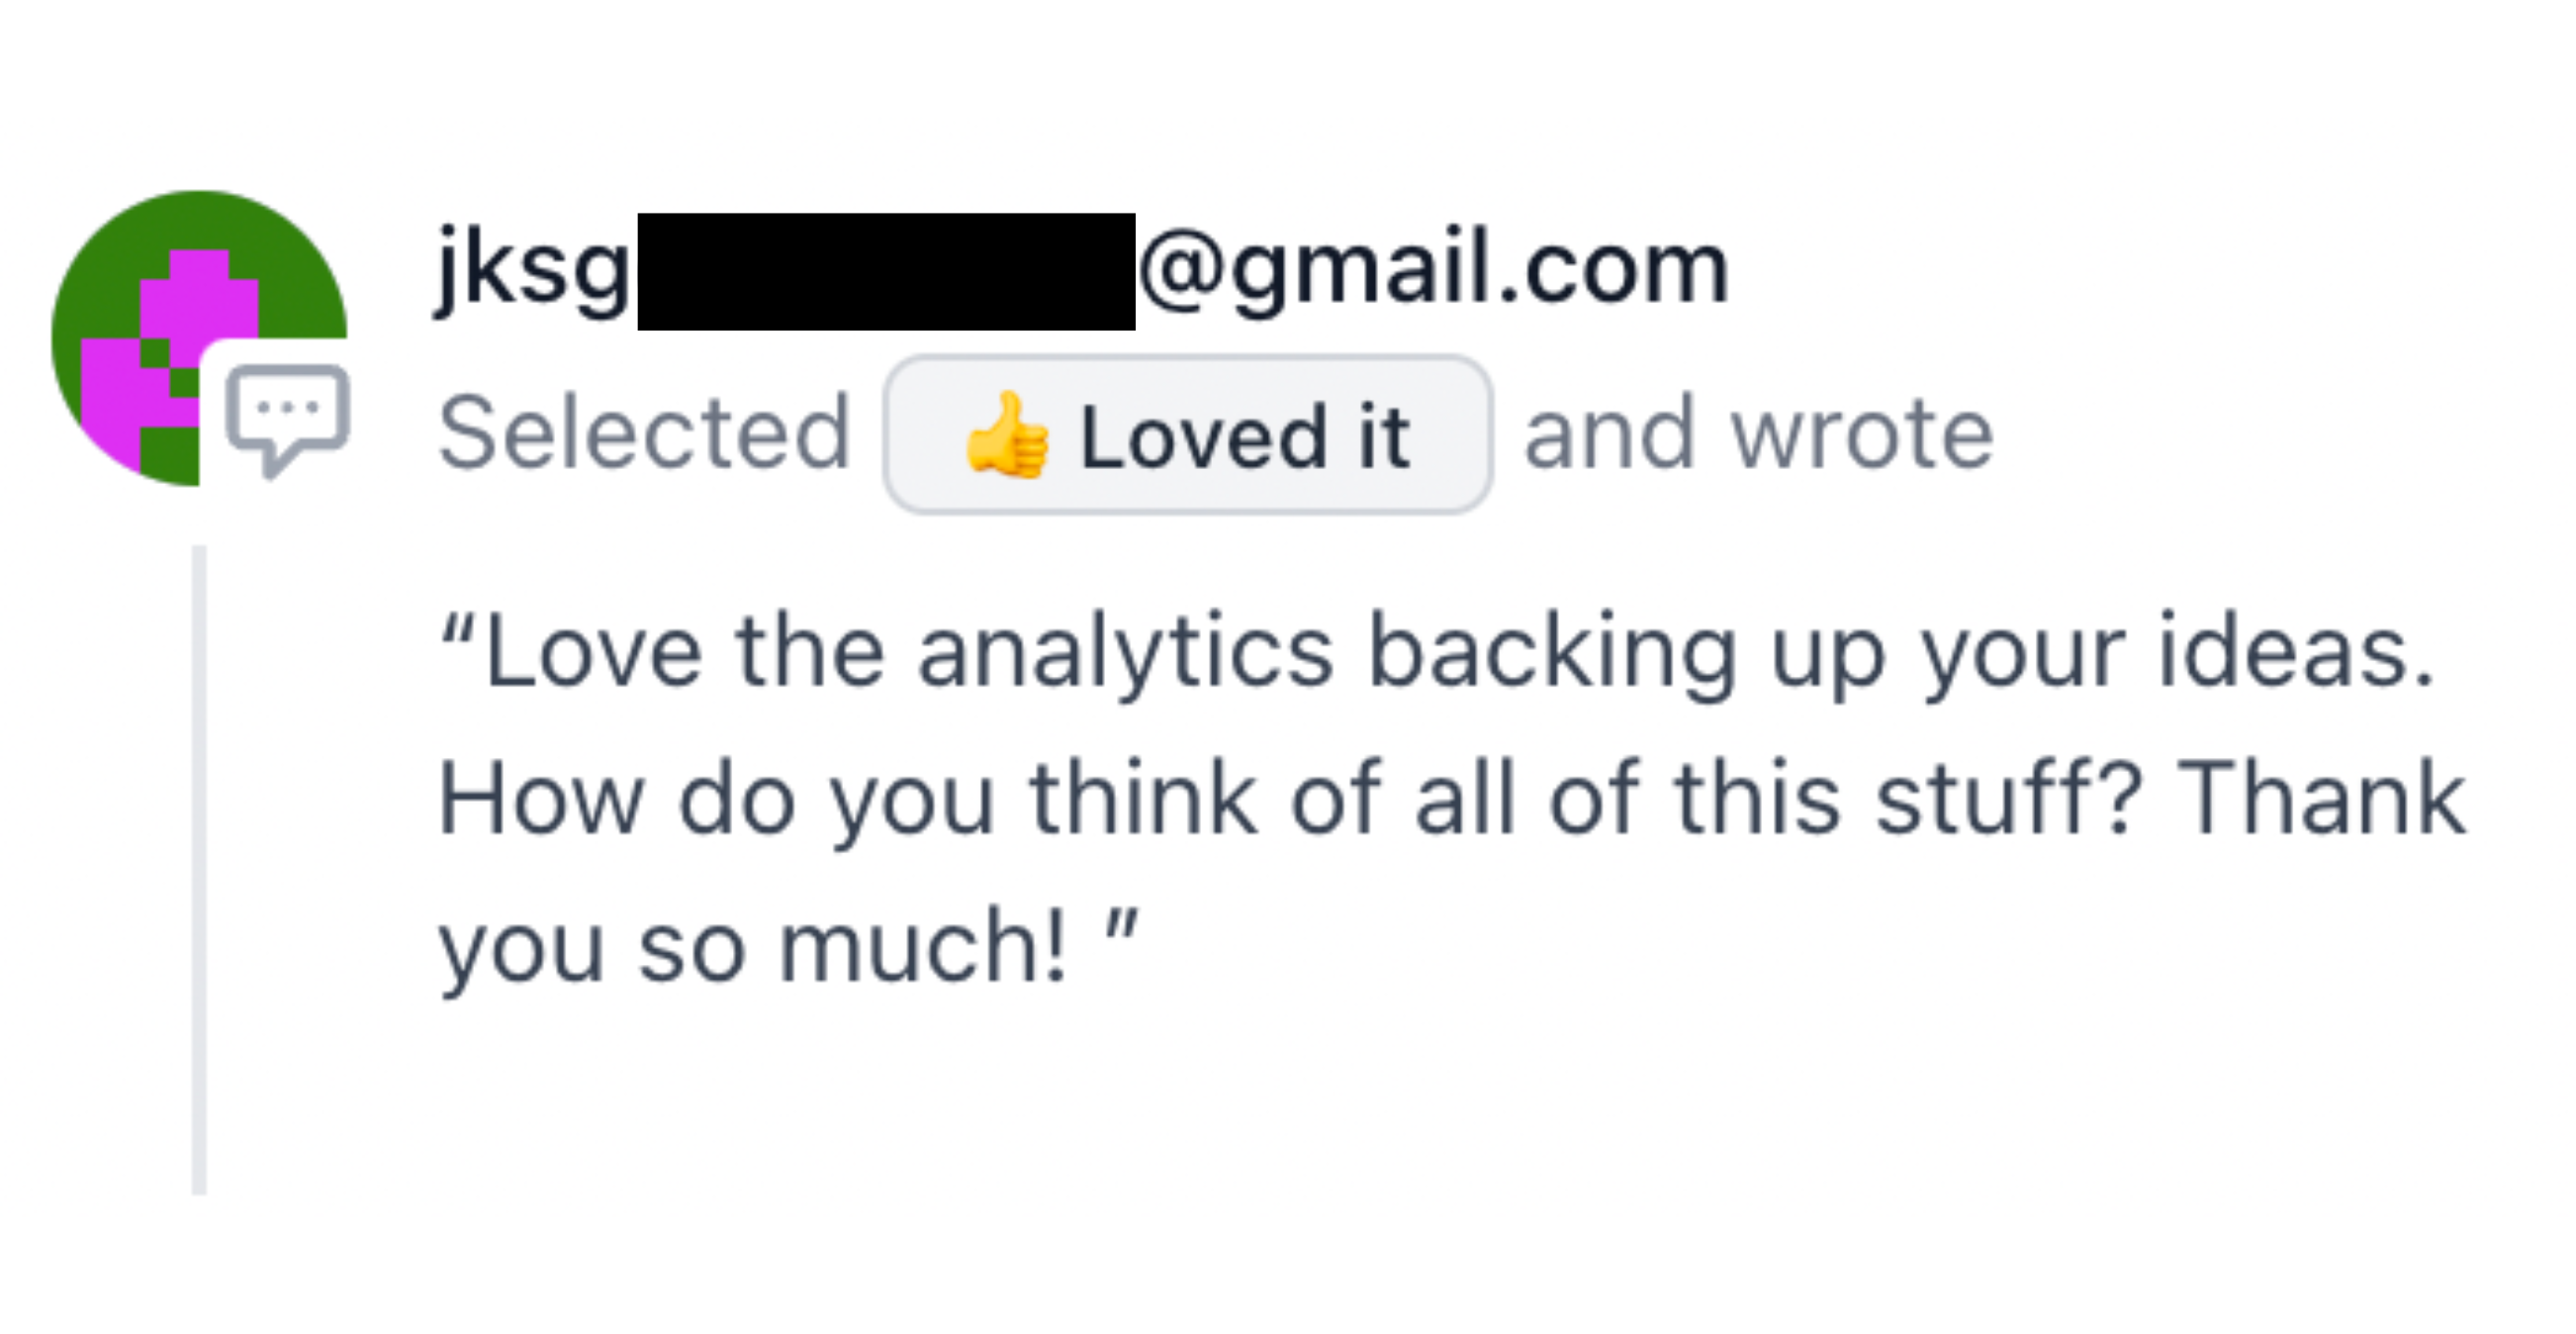 jksg @gmail.com
Selected 👍 Loved it and wrote
“Love the analytics backing up your ideas.
How do you think of all of this stuff? Thank
you so much! ”